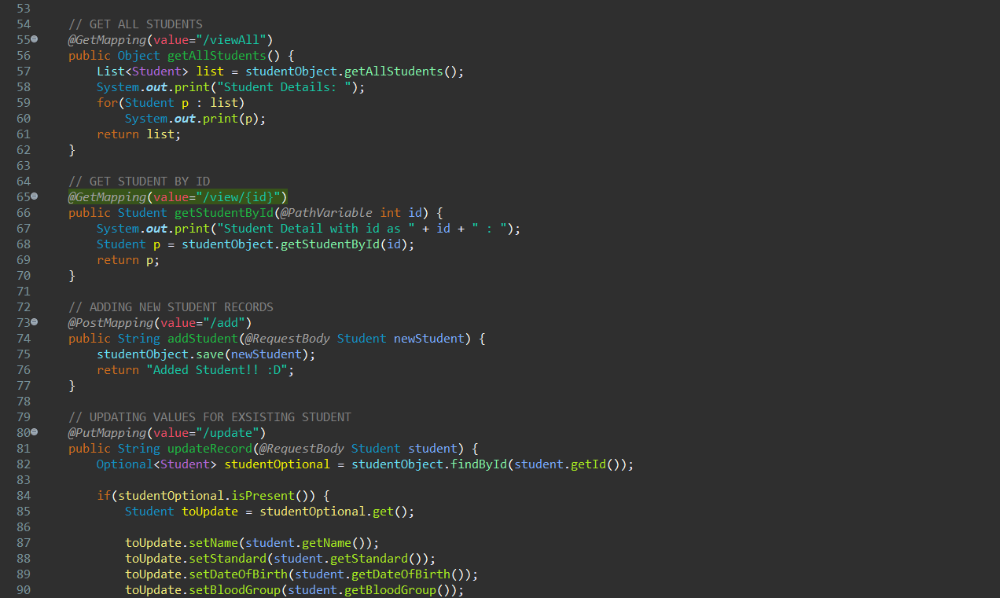 53
54 // GET ALL STUDENTS
55 @GetMapping(value="/viewAll")
56 public Object getAllStudents() {
57 List<Student> list = studentObject.getAllStudents();
58 System.out.print("Student Details: ");
59 for(Student p : list)
60 System.out.print(p);
61 return list;
62 }
63
64 // GET STUDENT BY ID
65 @GetMapping(value="/view/{id}")
66 public Student getStudentById(@PathVariable int id) {
67 System.out.print("Student Detail with id as " + id + " : ");
68 Student p = studentObject.getStudentById(id);
69 return p;
70 }
71
72 // ADDING NEW STUDENT RECORDS
73 @PostMapping(value="/add")
74 public String addStudent(@RequestBody Student newStudent) {
75 studentObject.save(newStudent);
76 return "Added Student!! :D";
77 }
78
79 // UPDATING VALUES FOR EXSISTING STUDENT
80 @PutMapping(value="/update")
81 public String updateRecord(@RequestBody Student student) {
82 Optional<Student> studentOptional = studentObject.findById(student.getId());
83
84 if(studentOptional.isPresent()) {
85 Student toUpdate = studentOptional.get();
86
87 toUpdate.setName(student.getName());
88 toUpdate.setStandard(student.getStandard());
89 toUpdate.setDateOfBirth(student.getDateOfBirth());
90 toUpdate.setBloodGroup(student.getBloodGroup());